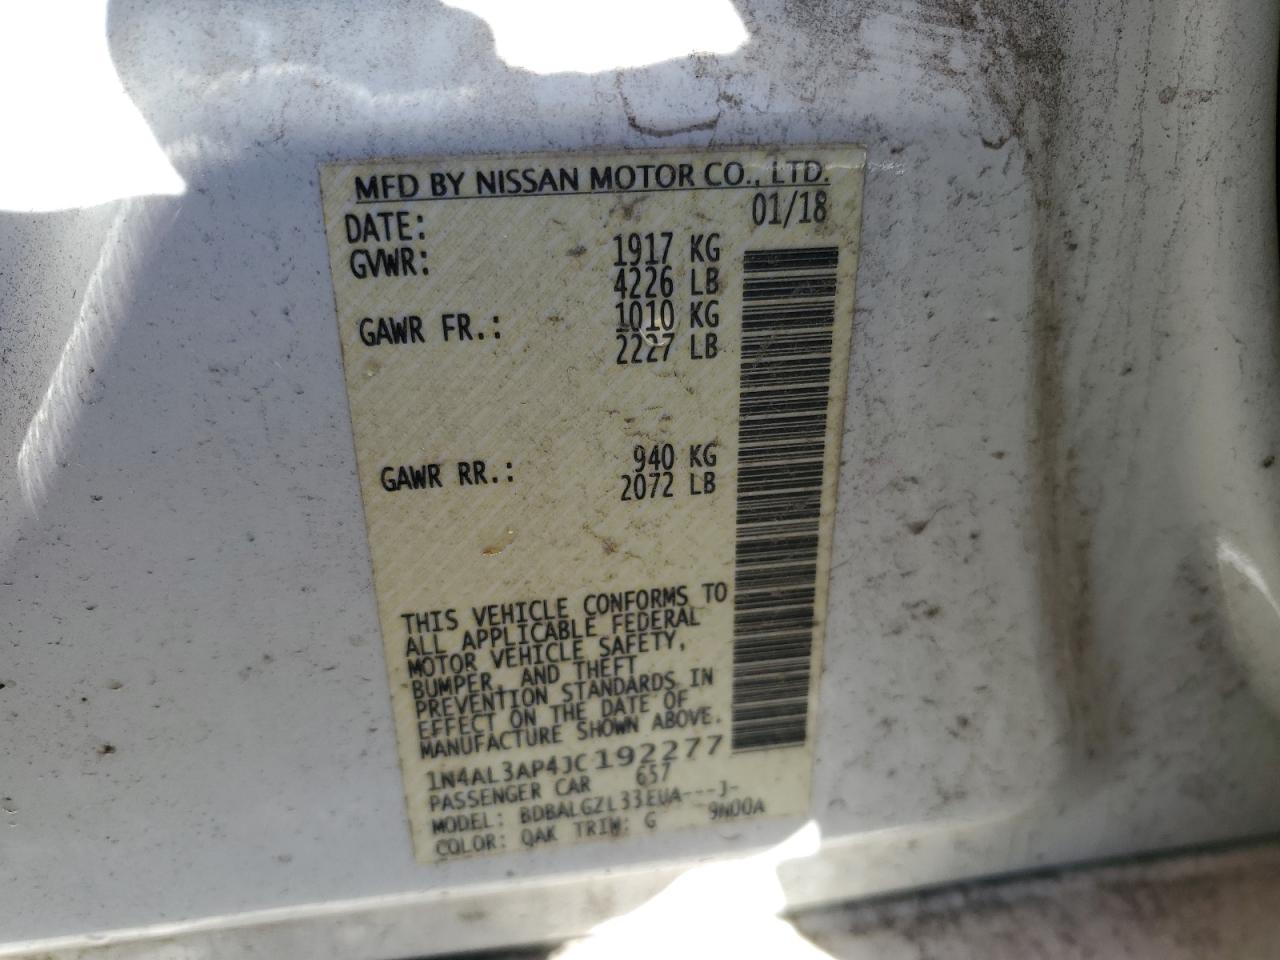 MFD BY NISSAN MOTOR CO., LTD.
DATE: 01/18
GVWR: 1917 KG
4226 LB
GAWR FR.: 1010 KG
2227 LB
GAWR RR.: 940 KG
2072 LB
THIS VEHICLE CONFORMS TO
ALL APPLICABLE FEDERAL
MOTOR VEHICLE SAFETY,
BUMPER, AND THEFT
PREVENTION STANDARDS IN
EFFECT ON THE DATE OF
MANUFACTURE SHOWN ABOVE.
1N4AL3AP4JC192277
PASSENGER CAR 657
MODEL: BDBALGZL33EUA---J-
COLOR: QAK TRIM: G 9N00A